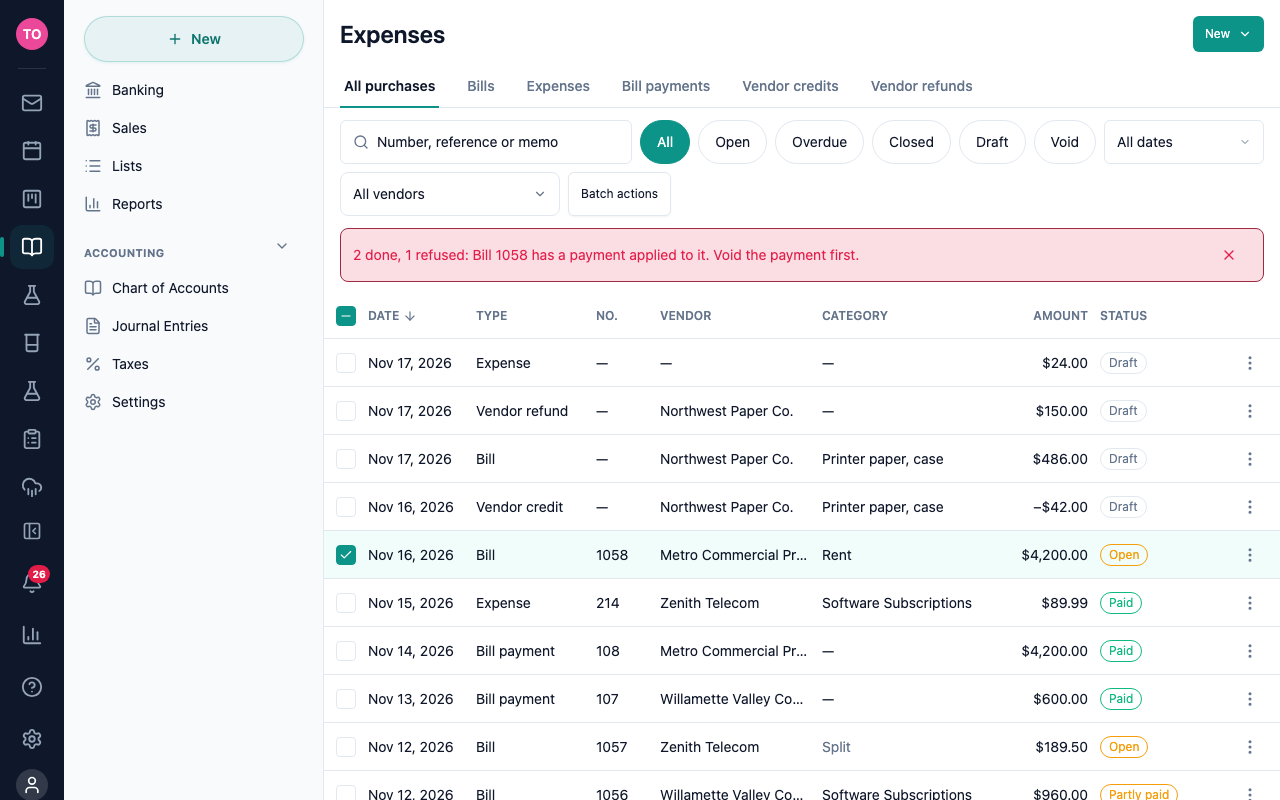 TO
26
New
Banking
Sales
Lists
Reports
ACCOUNTING
Chart of Accounts
Journal Entries
Taxes
Settings
Expenses
New
All purchases Bills Expenses Bill payments Vendor credits Vendor refunds
Number, reference or memo All Open Overdue Closed Draft Void All dates
All vendors Batch actions
2 done, 1 refused: Bill 1058 has a payment applied to it. Void the payment first.
DATE TYPE NO. VENDOR CATEGORY AMOUNT STATUS
Nov 17, 2026 Expense — — — $24.00 Draft
Nov 17, 2026 Vendor refund — Northwest Paper Co. — $150.00 Draft
Nov 17, 2026 Bill — Northwest Paper Co. Printer paper, case $486.00 Draft
Nov 16, 2026 Vendor credit — Northwest Paper Co. Printer paper, case –$42.00 Draft
Nov 16, 2026 Bill 1058 Metro Commercial Pr... Rent $4,200.00 Open
Nov 15, 2026 Expense 214 Zenith Telecom Software Subscriptions $89.99 Paid
Nov 14, 2026 Bill payment 108 Metro Commercial Pr... — $4,200.00 Paid
Nov 13, 2026 Bill payment 107 Willamette Valley Co... — $600.00 Paid
Nov 12, 2026 Bill 1057 Zenith Telecom Split $189.50 Open
Nov 12, 2026 Bill 1056 Willamette Valley Co... Software Subscriptions $960.00 Partly paid